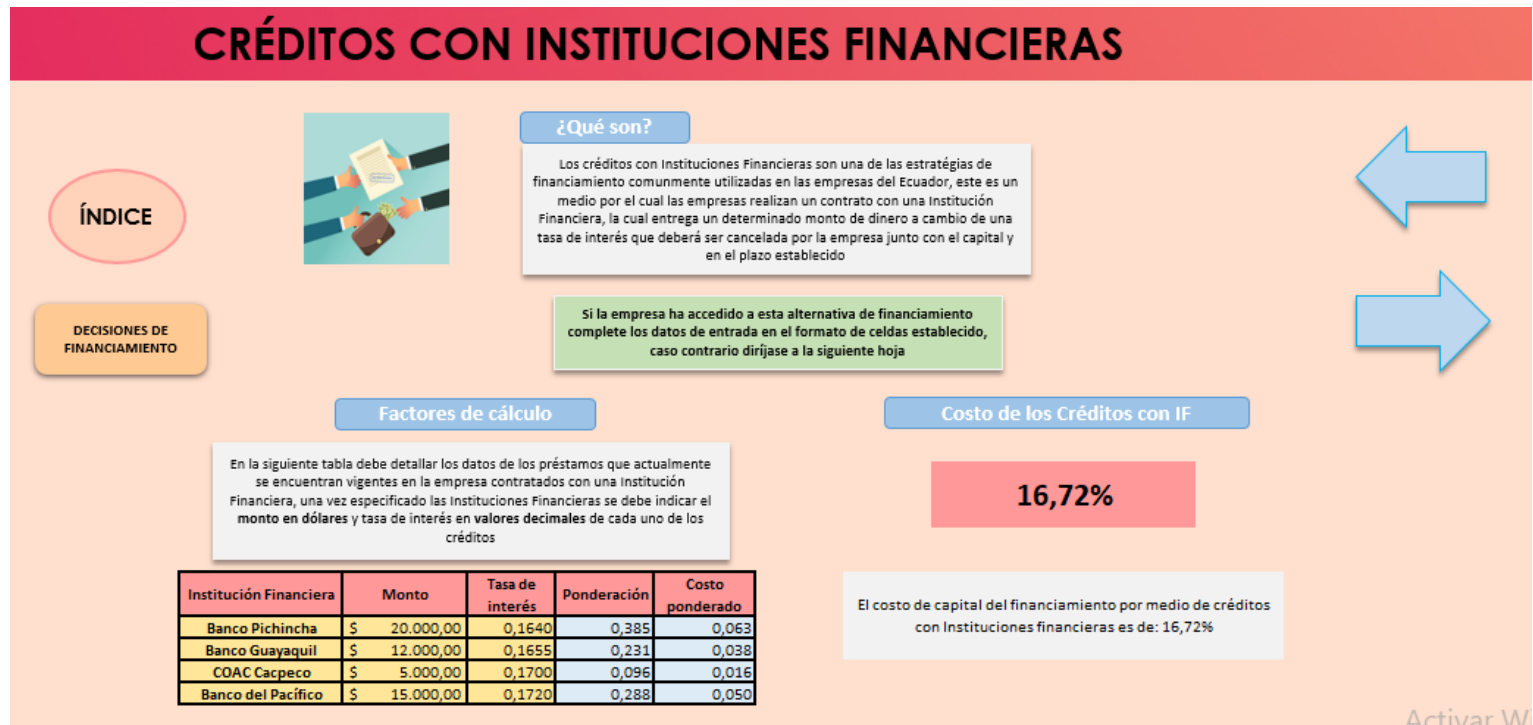 CRÉDITOS CON INSTITUCIONES FINANCIERAS
ÍNDICE
DECISIONES DE
FINANCIAMIENTO
¿Qué son?
Los créditos con Instituciones Financieras son una de las estratégias de
financiamiento comunmente utilizadas en las empresas del Ecuador, este es un
medio por el cual las empresas realizan un contrato con una Institución
Financiera, la cual entrega un determinado monto de dinero a cambio de una
tasa de interés que deberá ser cancelada por la empresa junto con el capital y
en el plazo establecido
Si la empresa ha accedido a esta alternativa de financiamiento
complete los datos de entrada en el formato de celdas establecido,
caso contrario diríjase a la siguiente hoja
Factores de cálculo
En la siguiente tabla debe detallar los datos de los préstamos que actualmente
se encuentran vigentes en la empresa contratados con una Institución
Financiera, una vez especificado las Instituciones Financieras se debe indicar el
monto en dólares y tasa de interés en valores decimales de cada uno de los
créditos
Institución Financiera Monto Tasa de interés Ponderación Costo ponderado
Banco Pichincha $ 20.000,00 0,1640 0,385 0,063
Banco Guayaquil $ 12.000,00 0,1655 0,231 0,038
COAC Cacpeco $ 5.000,00 0,1700 0,096 0,016
Banco del Pacífico $ 15.000,00 0,1720 0,288 0,050
Costo de los Créditos con IF
16,72%
El costo de capital del financiamiento por medio de créditos
con Instituciones financieras es de: 16,72%
Activar Wi